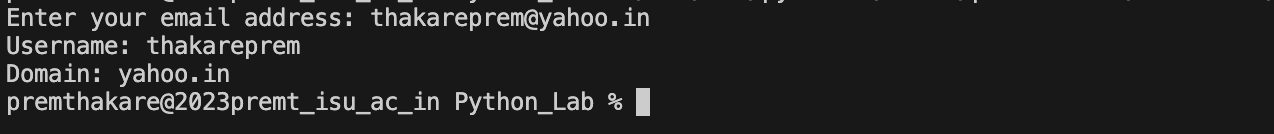 Enter your email address: thakareprem@yahoo.in
Username: thakareprem
Domain: yahoo.in
premthakare@2023premt_isu_ac_in Python_Lab %